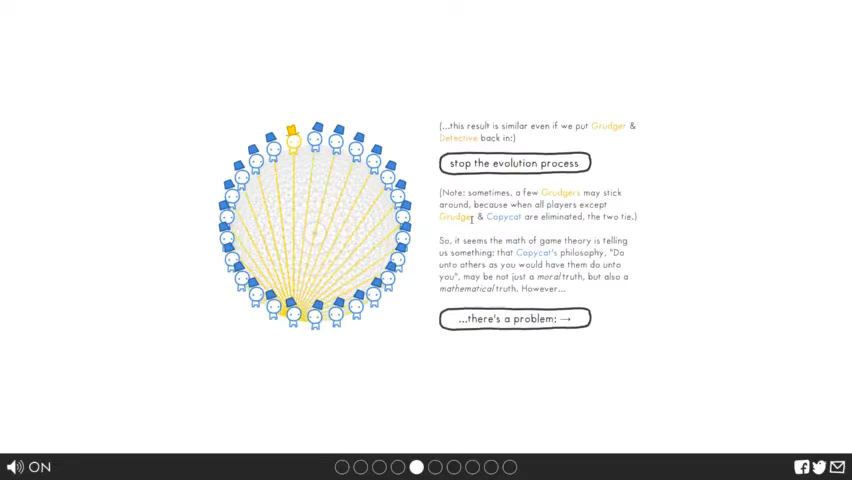 (...this result is similar even if we put Grudger &
Detective back in:)
stop the evolution process
(Note: sometimes, a few Grudgers may stick
around, because when all players except
Grudger & Copycat are eliminated, the two tie.)
So, it seems the math of game theory is telling
us something: that Copycat's philosophy, "Do
unto others as you would have them do unto
you", may be not just a moral truth, but also a
mathematical truth. However...
...there's a problem: →
ON